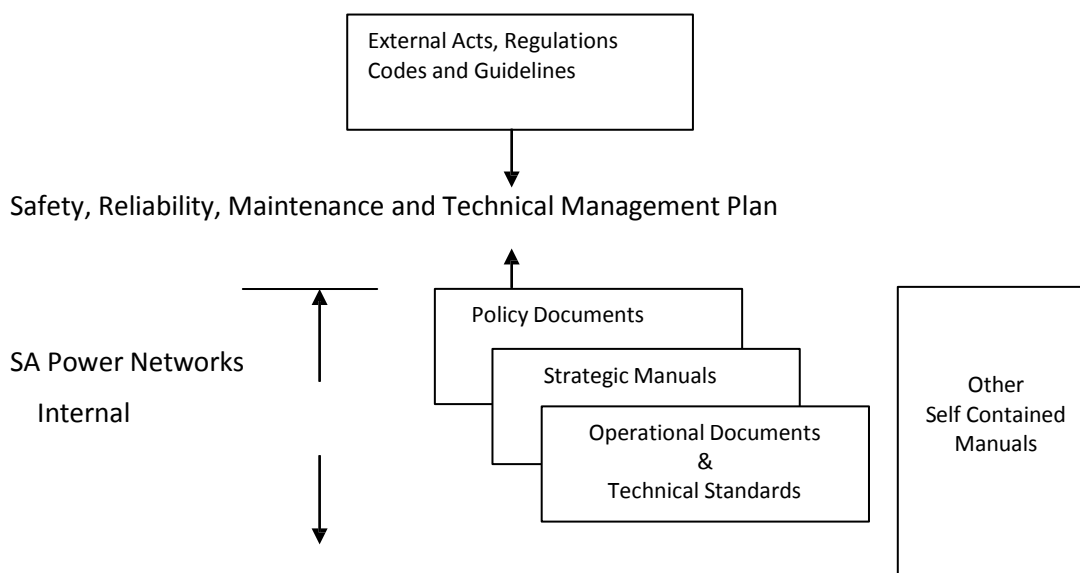 External Acts, Regulations
Codes and Guidelines
Safety, Reliability, Maintenance and Technical Management Plan
Policy Documents
SA Power Networks
Internal
Strategic Manuals
Operational Documents
&
Technical Standards
Other
Self Contained
Manuals